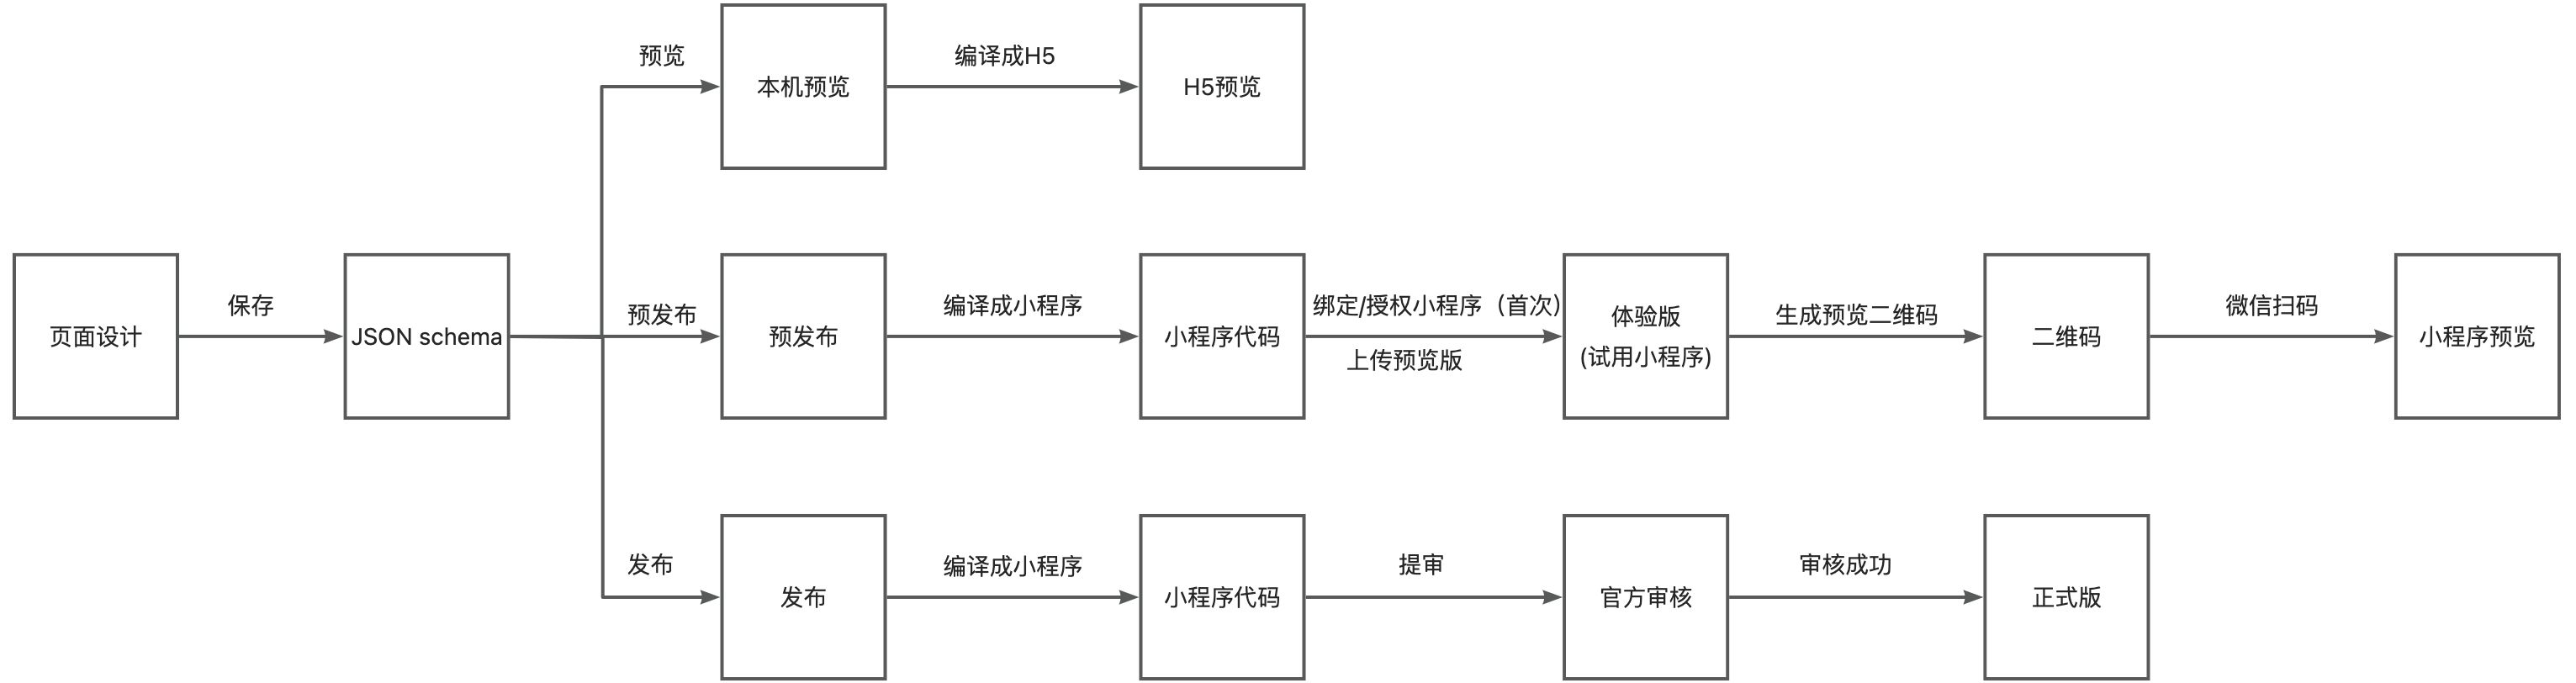 预览
本机预览
编译成H5
H5预览
页面设计
保存
JSON schema
预发布
预发布
编译成小程序
小程序代码
绑定/授权小程序（首次）
上传预览版
体验版
(试用小程序)
生成预览二维码
二维码
微信扫码
小程序预览
发布
发布
编译成小程序
小程序代码
提审
官方审核
审核成功
正式版